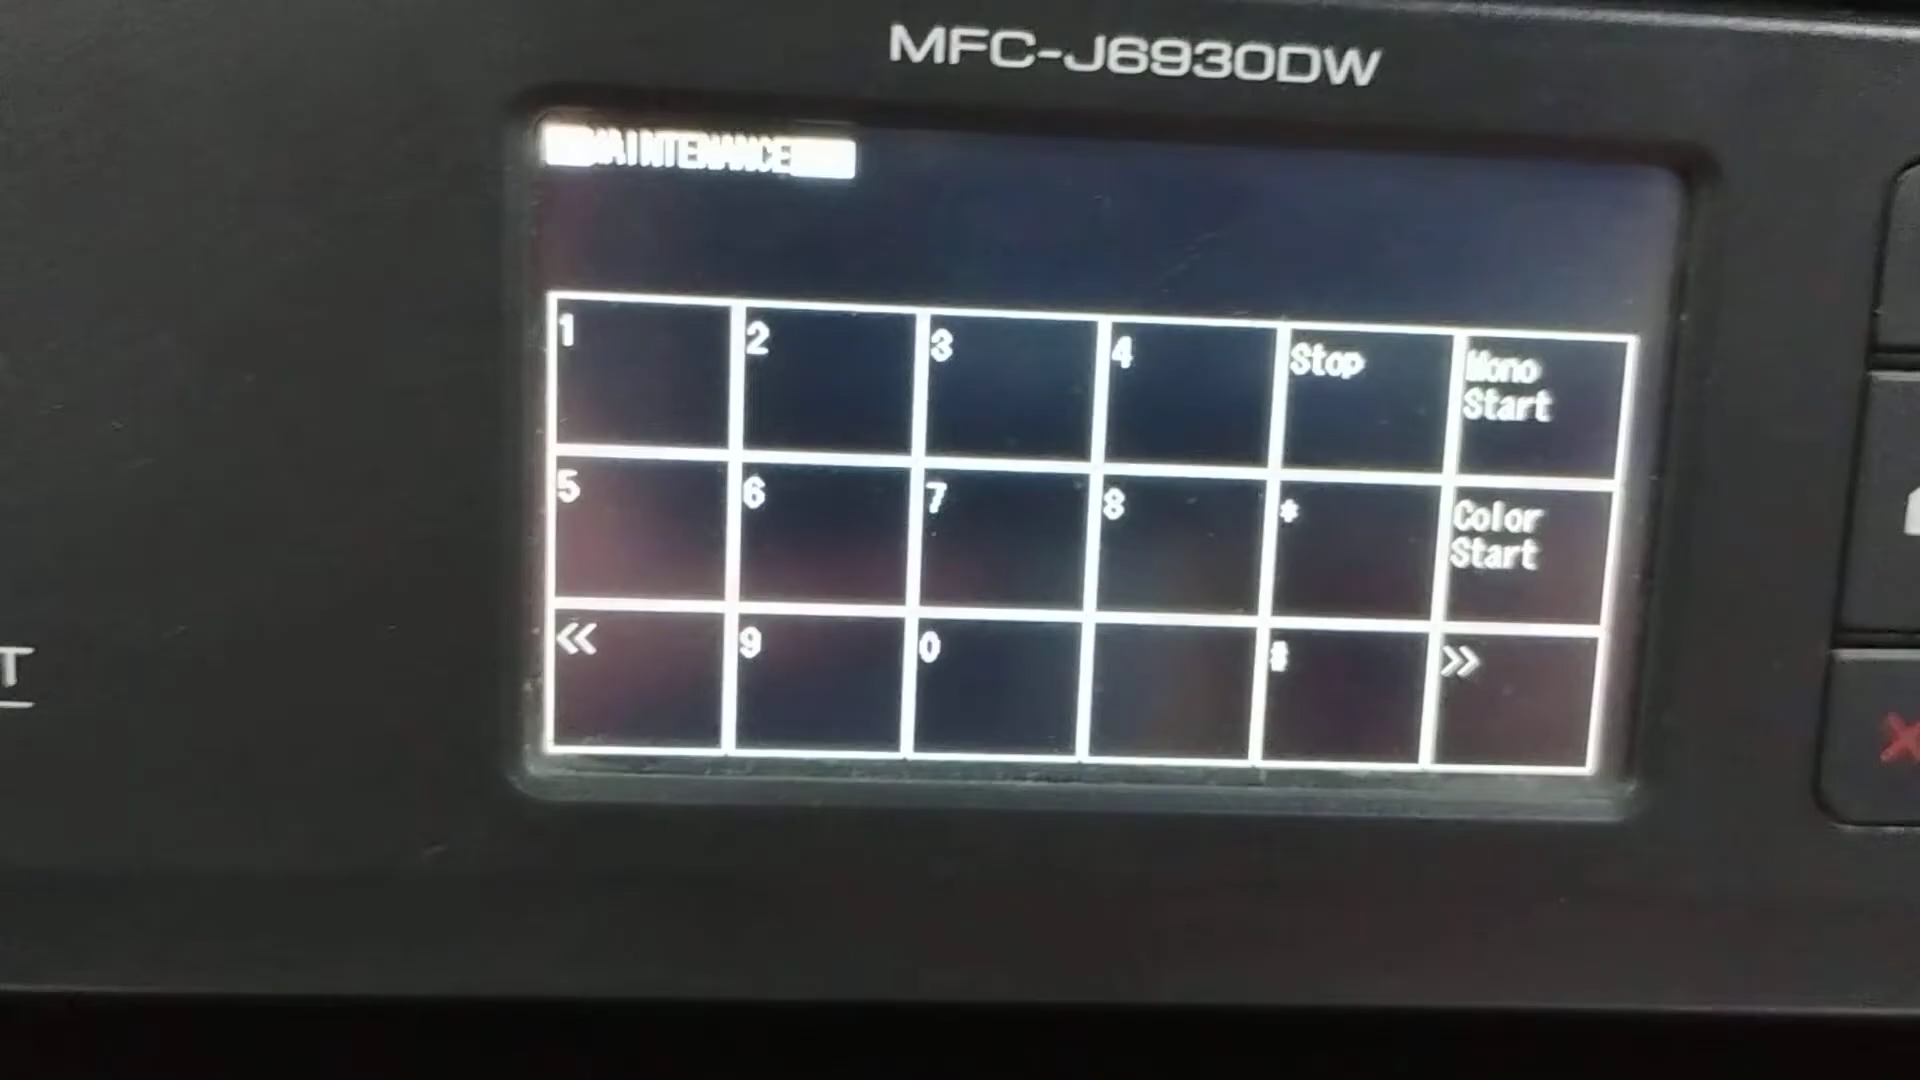 MFC-J6930DW
MAINTENANCE
1 2 3 4 Stop Mono Start
5 6 7 8 * Color Start
<< 9 0 # >>
T